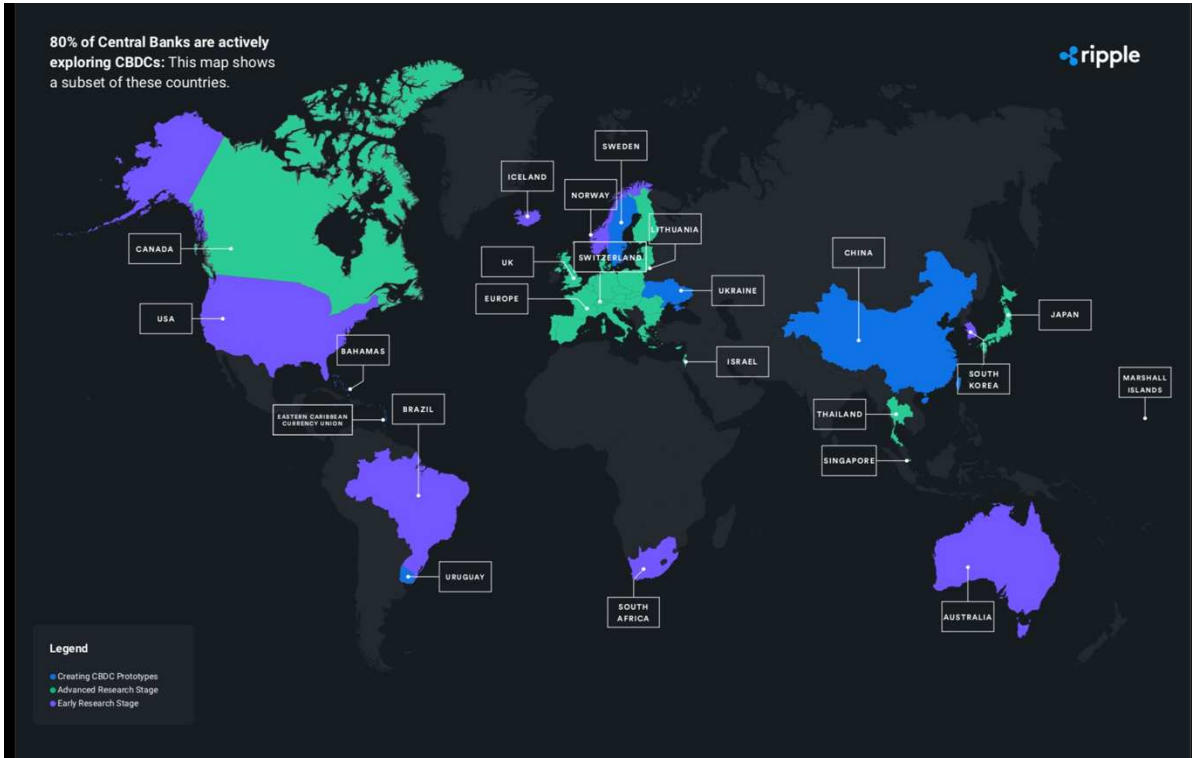 80% of Central Banks are actively
exploring CBDCs: This map shows
a subset of these countries.
ripple
SWEDEN
ICELAND
NORWAY
LITHUANIA
CANADA
SWITZERLAND
UK
CHINA
EUROPE
UKRAINE
USA
JAPAN
BAHAMAS
ISRAEL
SOUTH
KOREA
MARSHALL
ISLANDS
EASTERN CARIBBEAN
CURRENCY UNION
BRAZIL
THAILAND
SINGAPORE
URUGUAY
SOUTH
AFRICA
AUSTRALIA
Legend
Creating CBDC Prototypes
Advanced Research Stage
Early Research Stage